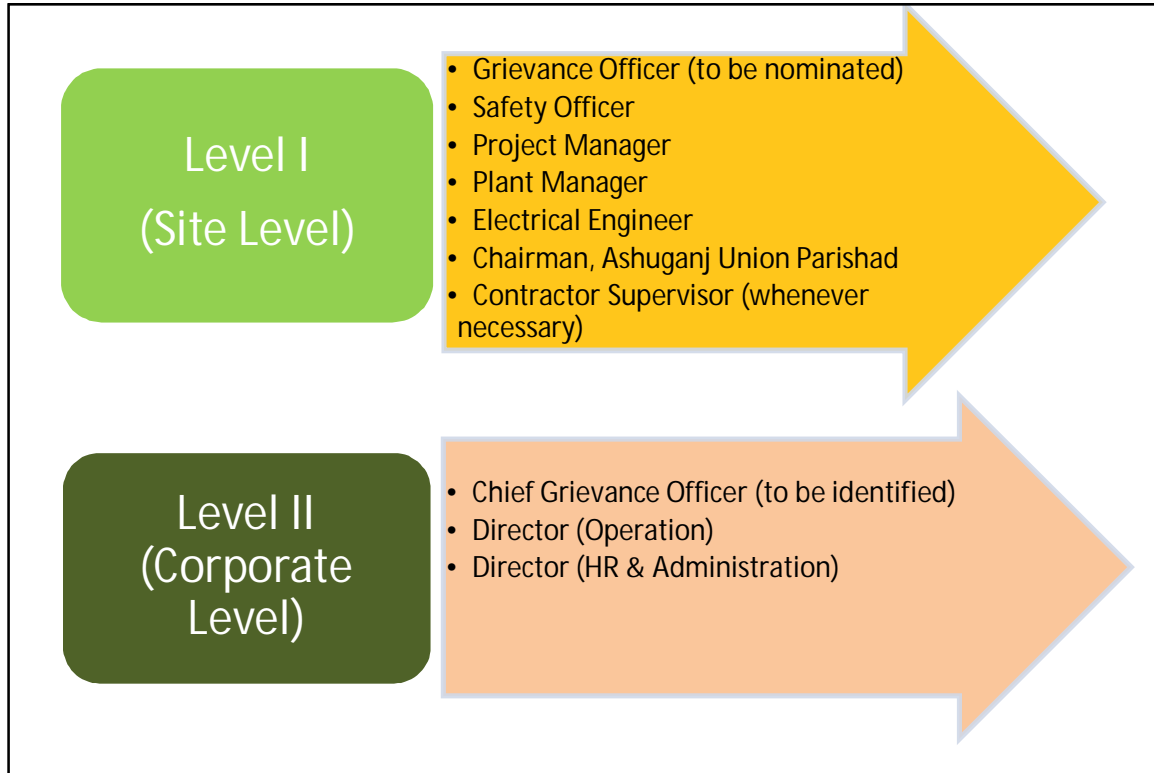 Level I
(Site Level)
• Grievance Officer (to be nominated)
• Safety Officer
• Project Manager
• Plant Manager
• Electrical Engineer
• Chairman, Ashuganj Union Parishad
• Contractor Supervisor (whenever
necessary)
Level II
(Corporate
Level)
• Chief Grievance Officer (to be identified)
• Director (Operation)
• Director (HR & Administration)